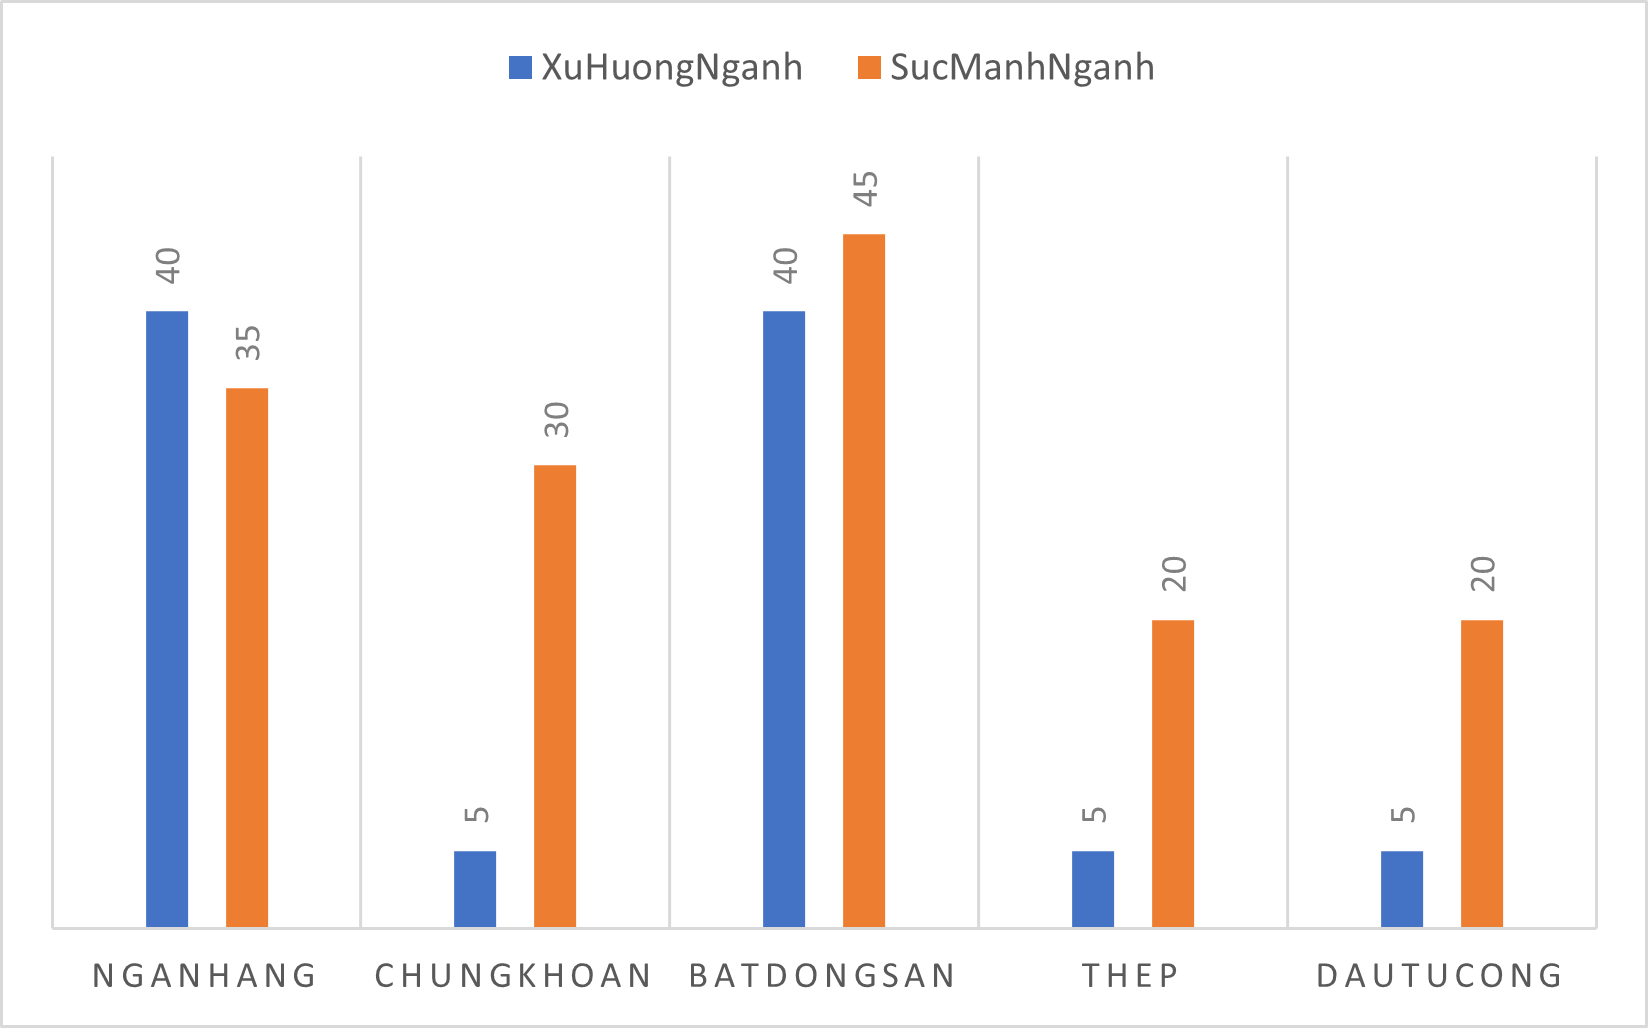 XuHuongNganh SucManhNganh
40 35 5 30 40 45 5 20 5 20
NGANHANG CHUNGKHOAN BATDONGSAN THEP DAUTUCONG